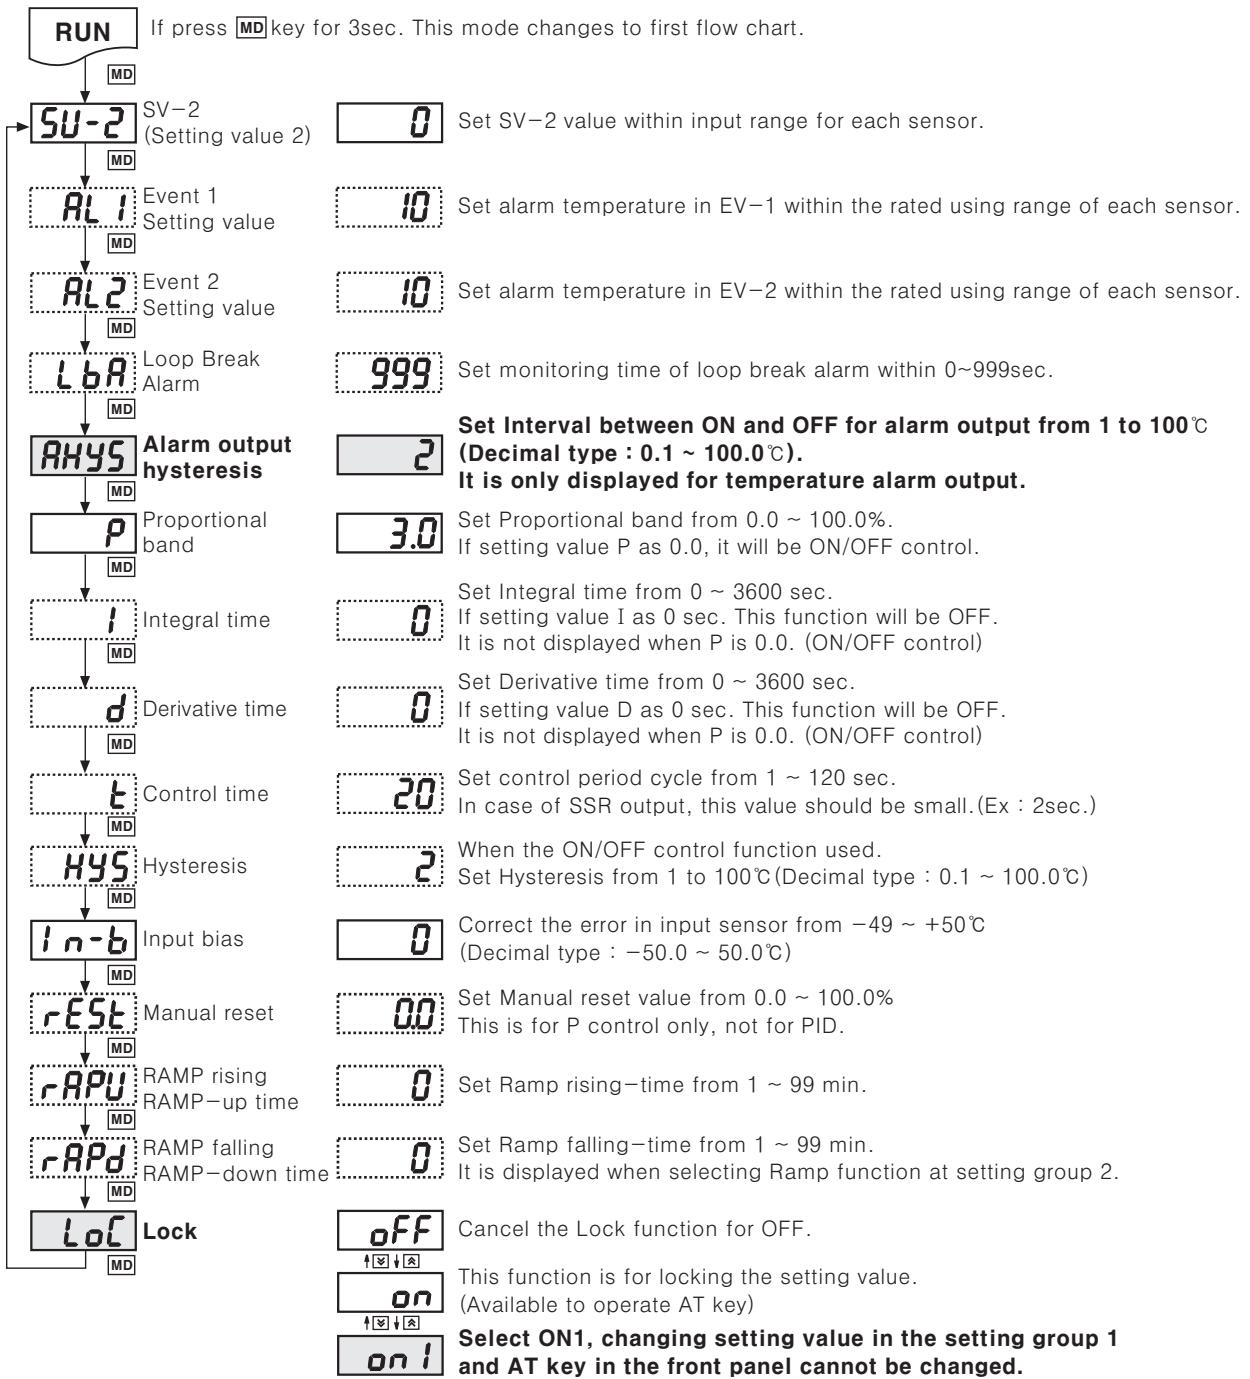 RUN
If press MD key for 3sec. This mode changes to first flow chart.
MD
SV-2
SV-2
(Setting value 2)
0
Set SV-2 value within input range for each sensor.
MD
AL1
Event 1
Setting value
10
Set alarm temperature in EV-1 within the rated using range of each sensor.
MD
AL2
Event 2
Setting value
10
Set alarm temperature in EV-2 within the rated using range of each sensor.
MD
LbA
Loop Break
Alarm
999
Set monitoring time of loop break alarm within 0~999sec.
MD
AHYS
Alarm output
hysteresis
2
Set Interval between ON and OFF for alarm output from 1 to 100℃
(Decimal type : 0.1 ~ 100.0℃).
It is only displayed for temperature alarm output.
MD
P
Proportional
band
3.0
Set Proportional band from 0.0 ~ 100.0%.
If setting value P as 0.0, it will be ON/OFF control.
MD
I
Integral time
0
Set Integral time from 0 ~ 3600 sec.
If setting value I as 0 sec. This function will be OFF.
It is not displayed when P is 0.0. (ON/OFF control)
MD
d
Derivative time
0
Set Derivative time from 0 ~ 3600 sec.
If setting value D as 0 sec. This function will be OFF.
It is not displayed when P is 0.0. (ON/OFF control)
MD
t
Control time
20
Set control period cycle from 1 ~ 120 sec.
In case of SSR output, this value should be small.(Ex : 2sec.)
MD
HYS
Hysteresis
2
When the ON/OFF control function used.
Set Hysteresis from 1 to 100℃(Decimal type : 0.1 ~ 100.0℃)
MD
In-b
Input bias
0
Correct the error in input sensor from -49 ~ +50℃
(Decimal type : -50.0 ~ 50.0℃)
MD
rESt
Manual reset
0.0
Set Manual reset value from 0.0 ~ 100.0%
This is for P control only, not for PID.
MD
rAPU
RAMP rising
RAMP-up time
0
Set Ramp rising-time from 1 ~ 99 min.
MD
rAPd
RAMP falling
RAMP-down time
0
Set Ramp falling-time from 1 ~ 99 min.
It is displayed when selecting Ramp function at setting group 2.
MD
LoC
Lock
oFF
Cancel the Lock function for OFF.
MD
on
This function is for locking the setting value.
(Available to operate AT key)
on1
Select ON1, changing setting value in the setting group 1
and AT key in the front panel cannot be changed.